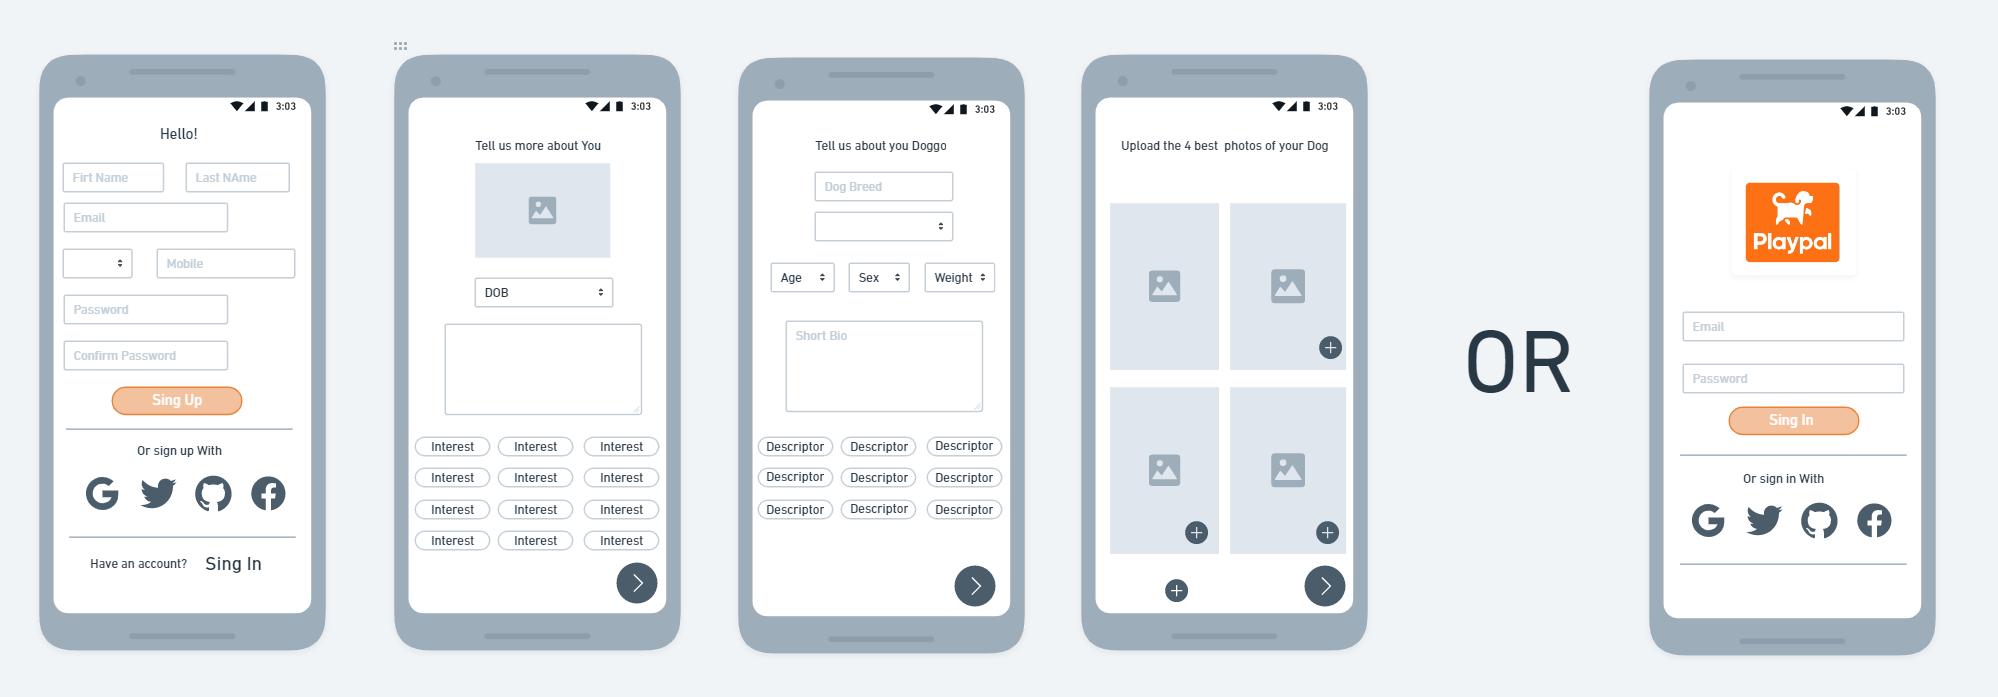 3:03
Hello!
Firt Name
Last NAme
Email
Mobile
Password
Confirm Password
Sing Up
Or sign up With
Have an account? Sing In
3:03
Tell us more about You
DOB
Interest Interest Interest
Interest Interest Interest
Interest Interest Interest
Interest Interest Interest
3:03
Tell us about you Doggo
Dog Breed
Age Sex Weight
Short Bio
Descriptor Descriptor Descriptor
Descriptor Descriptor Descriptor
Descriptor Descriptor Descriptor
3:03
Upload the 4 best photos of your Dog
OR
3:03
Playpal
Email
Password
Sing In
Or sign in With